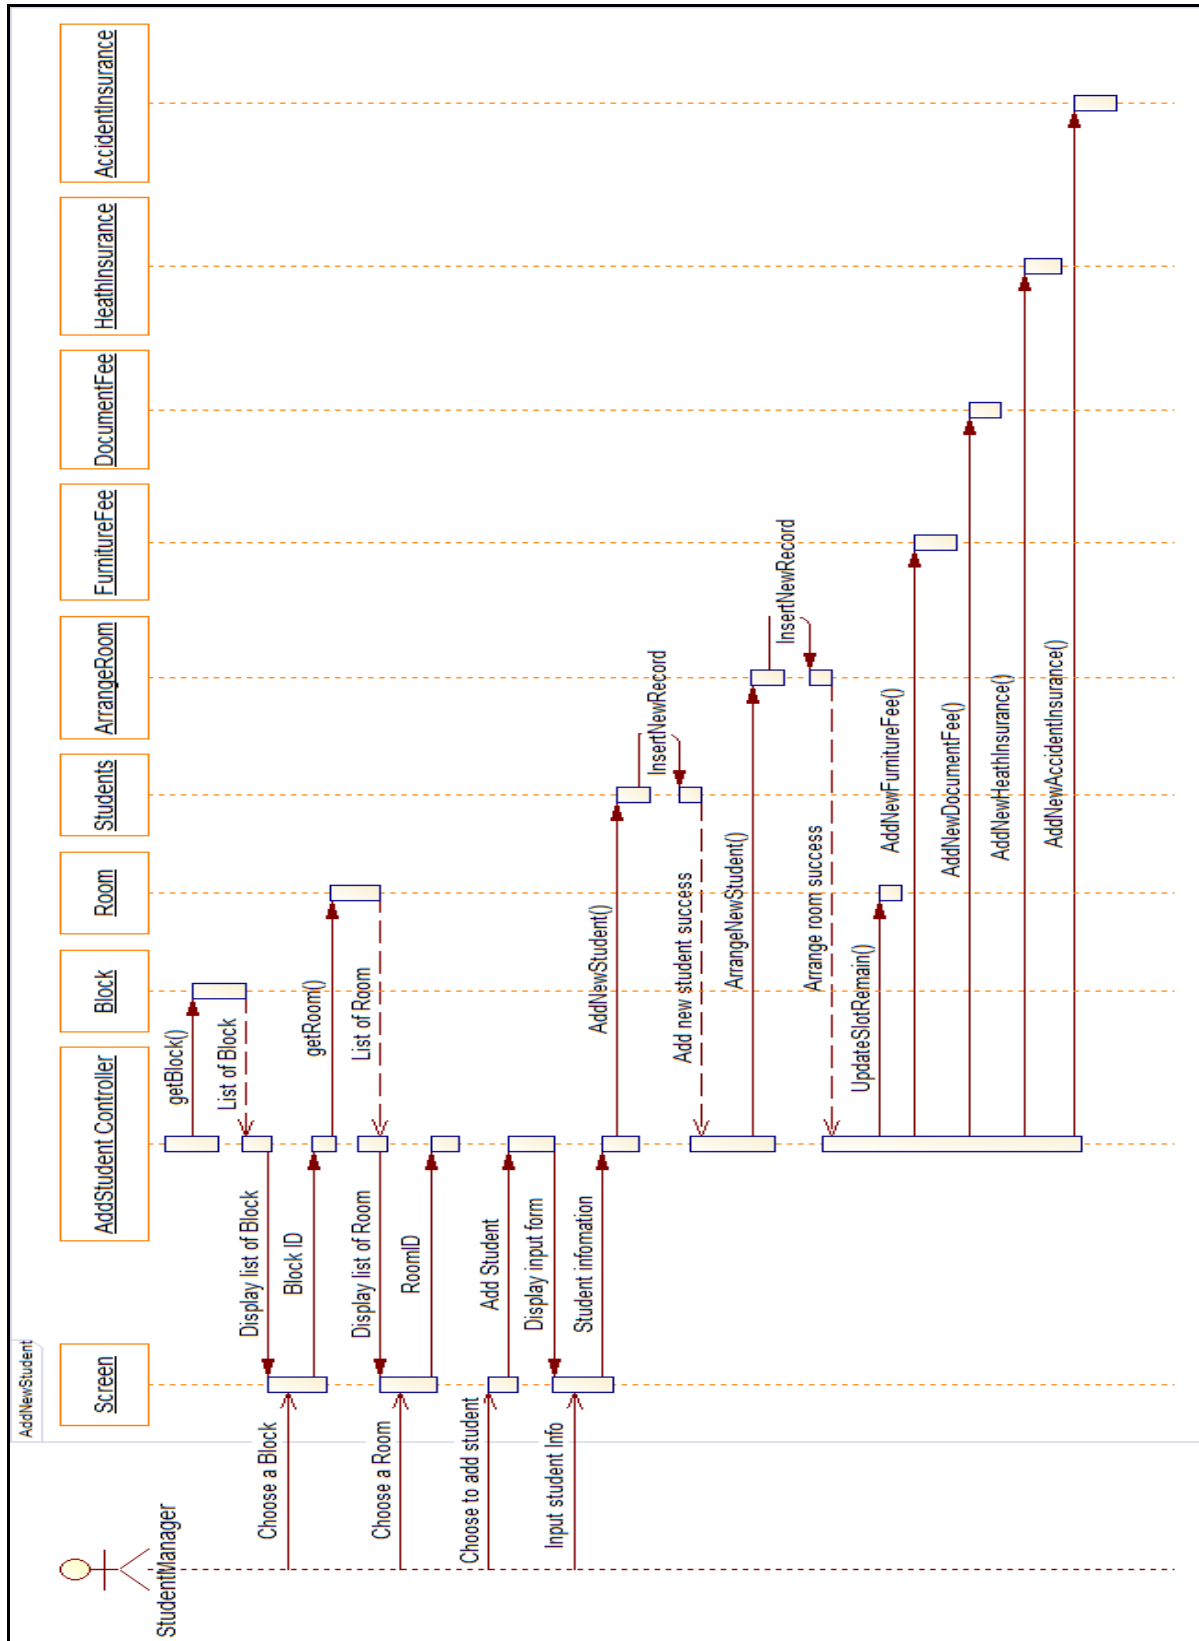 AddNewStudent
StudentManager
Screen
AddStudent Controller
Block
Room
Students
ArrangeRoom
FurnitureFee
DocumentFee
HeathInsurance
AccidentInsurance
getBlock()
List of Block
Display list of Block
Choose a Block
Block ID
getRoom()
List of Room
Display list of Room
Choose a Room
RoomID
Choose to add student
Add Student
Display input form
Input student Info
Student infomation
AddNewStudent()
InsertNewRecord
Add new student success
ArrangeNewStudent()
InsertNewRecord
Arrange room success
UpdateSlotRemain()
AddNewFurnitureFee()
AddNewDocumentFee()
AddNewHeathInsurance()
AddNewAccidentInsurance()